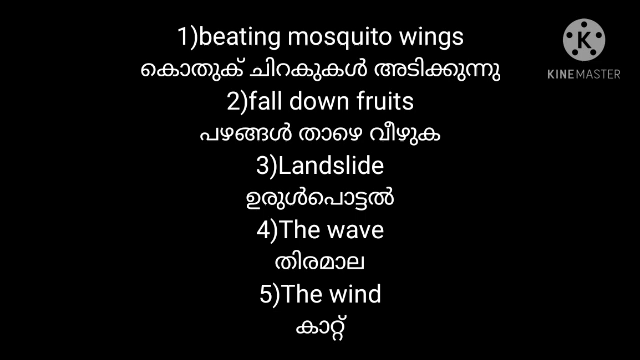 1)beating mosquito wings
കൊതുക് ചിറകുകൾ അടിക്കുന്നു
2)fall down fruits
പഴങ്ങൾ താഴെ വീഴുക
3)Landslide
ഉരുൾപൊട്ടൽ
4)The wave
തിരമാല
5)The wind
കാറ്റ്
K
KINEMASTER